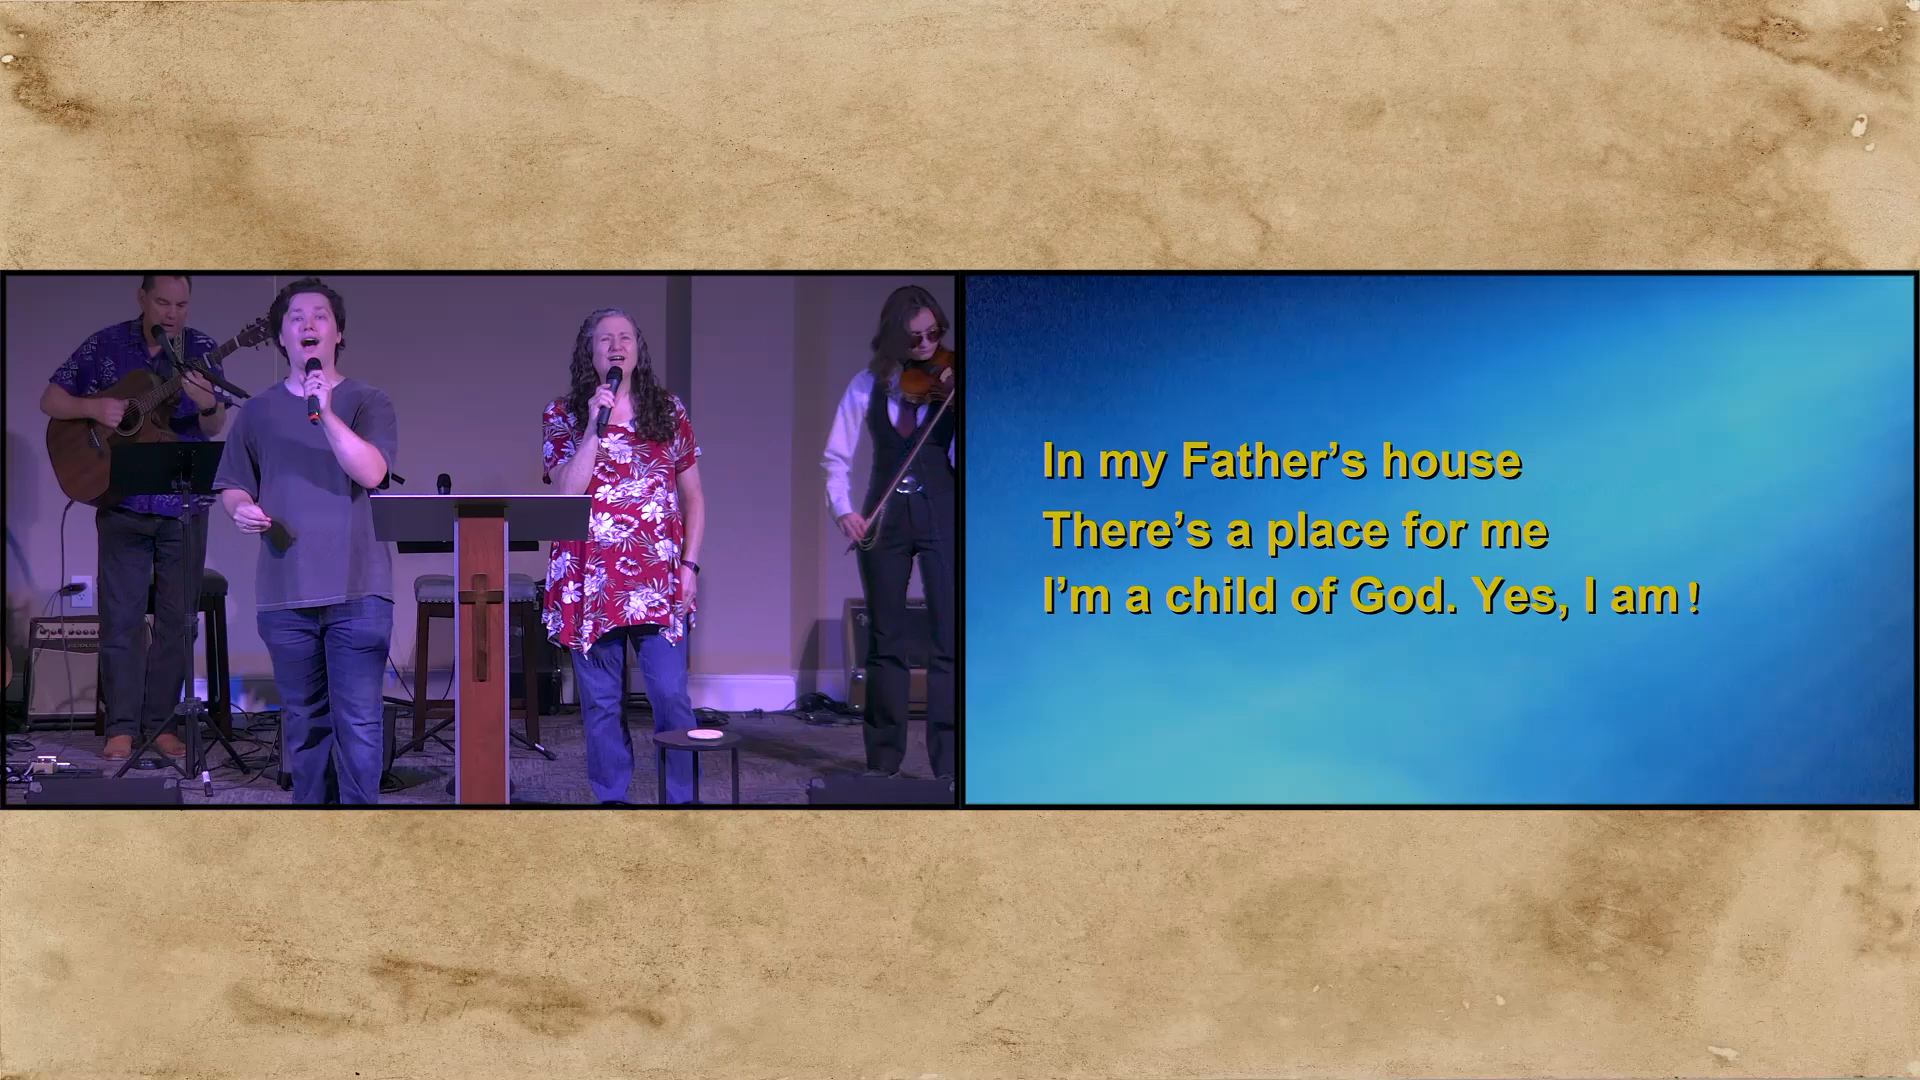 In my Father’s house
There’s a place for me
I’m a child of God. Yes, I am!